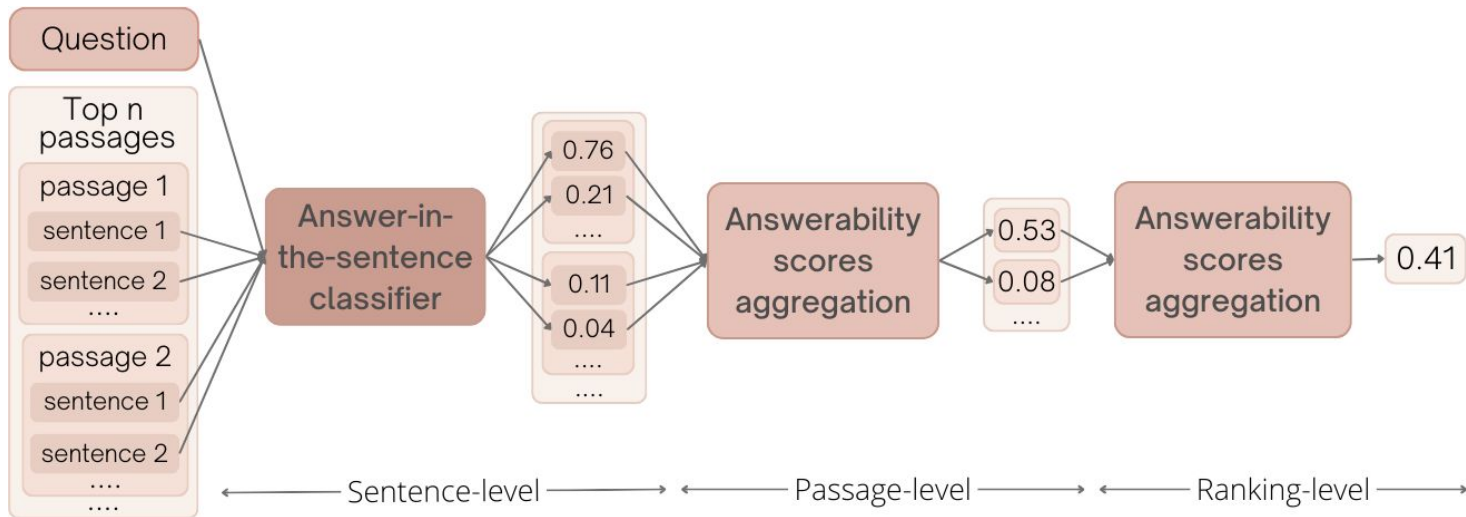 Question
Top n
passages
passage 1
sentence 1
sentence 2
....
passage 2
sentence 1
sentence 2
....
....
Answer-in-
the-sentence
classifier
0.76
0.21
....
0.11
0.04
....
....
Answerability
scores
aggregation
0.53
0.08
....
Answerability
scores
aggregation
0.41
Sentence-level
Passage-level
Ranking-level